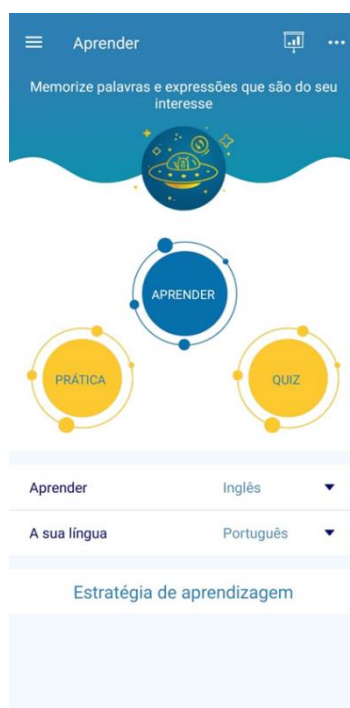 Aprender
Memorize palavras e expressões que são do seu
interesse
APRENDER
PRÁTICA
QUIZ
Aprender Inglês
A sua língua Português
Estratégia de aprendizagem